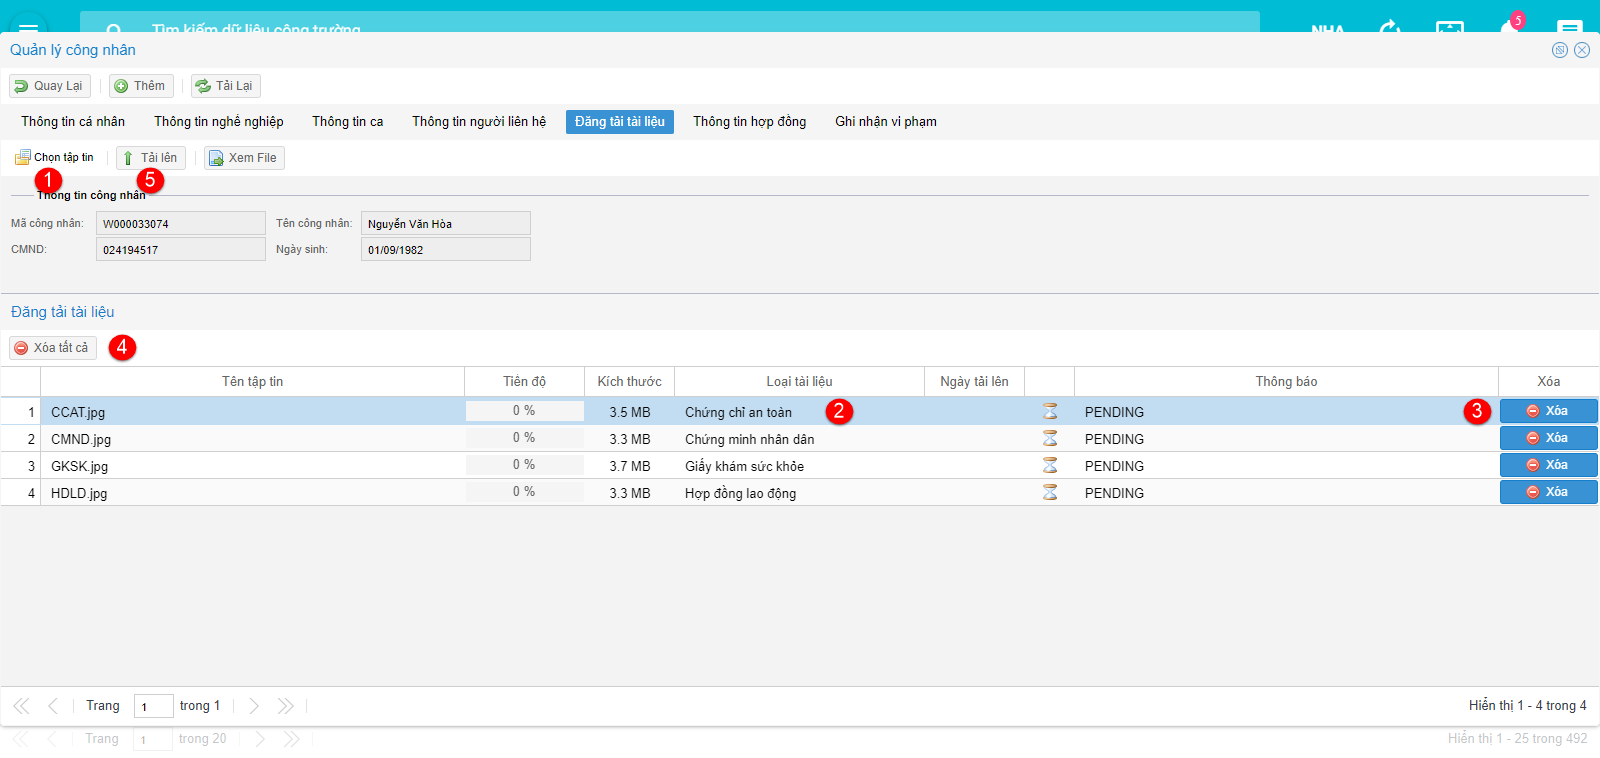 Tìm kiếm dữ liệu công trường
NHA
5
Quản lý công nhân
Quay Lại
Thêm
Tải Lại
Thông tin cá nhân
Thông tin nghề nghiệp
Thông tin ca
Thông tin người liên hệ
Đăng tải tài liệu
Thông tin hợp đồng
Ghi nhận vi phạm
Chọn tập tin
Tải lên
Xem File
1
5
Thông tin công nhân
Mã công nhân: W000033074
Tên công nhân: Nguyễn Văn Hòa
CMND: 024194517
Ngày sinh: 01/09/1982
Đăng tải tài liệu
Xóa tất cả 4
Tên tập tin Tiến độ Kích thước Loại tài liệu Ngày tải lên Thông báo Xóa
1 CCAT.jpg 0 % 3.5 MB Chứng chỉ an toàn 2 PENDING 3 Xóa
2 CMND.jpg 0 % 3.3 MB Chứng minh nhân dân PENDING Xóa
3 GKSK.jpg 0 % 3.7 MB Giấy khám sức khỏe PENDING Xóa
4 HDLD.jpg 0 % 3.3 MB Hợp đồng lao động PENDING Xóa
Trang 1 trong 1
Hiển thị 1 - 4 trong 4
Trang 1 trong 20
Hiển thị 1 - 25 trong 492